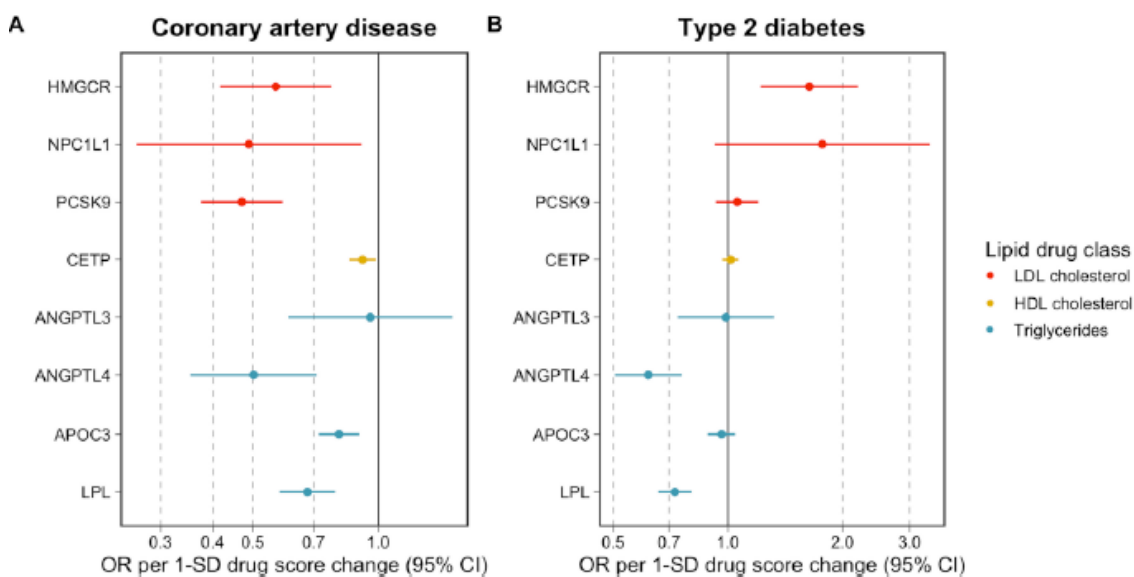 A
Coronary artery disease
HMGCR
NPC1L1
PCSK9
CETP
ANGPTL3
ANGPTL4
APOC3
LPL
0.3 0.4 0.5 0.7 1.0
OR per 1-SD drug score change (95% CI)
B
Type 2 diabetes
HMGCR
NPC1L1
PCSK9
CETP
ANGPTL3
ANGPTL4
APOC3
LPL
0.5 0.7 1.0 2.0 3.0
OR per 1-SD drug score change (95% CI)
Lipid drug class
LDL cholesterol
HDL cholesterol
Triglycerides